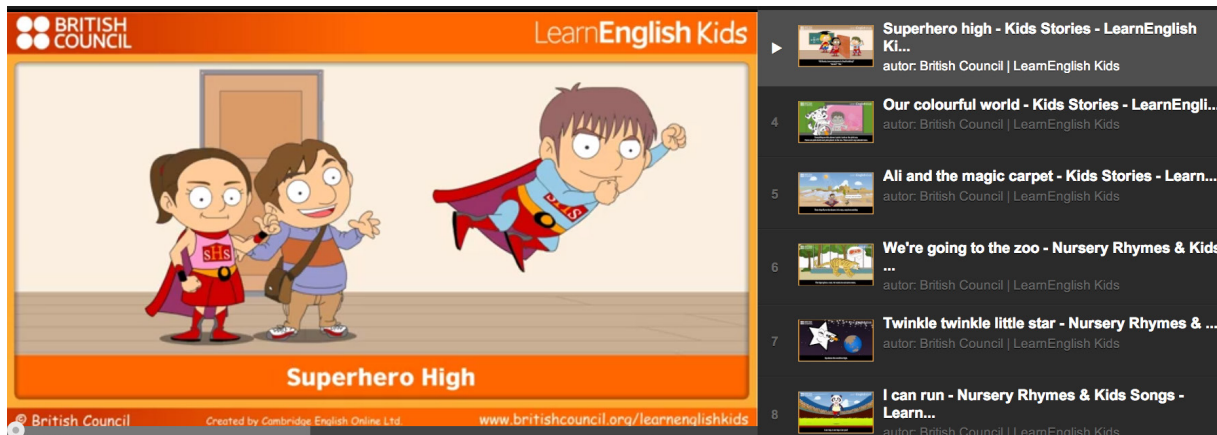 BRITISH
COUNCIL
LearnEnglish Kids
SHS
SHS
Superhero High
© British Council
Created by Cambridge English Online Ltd.
www.britishcouncil.org/learnenglishkids
Superhero high - Kids Stories - LearnEnglish
Ki...
autor: British Council | LearnEnglish Kids
4
Our colourful world - Kids Stories - LearnEngli...
autor: British Council | LearnEnglish Kids
5
Ali and the magic carpet - Kids Stories - Learn...
autor: British Council | LearnEnglish Kids
6
We're going to the zoo - Nursery Rhymes & Kids
...
autor: British Council | LearnEnglish Kids
7
Twinkle twinkle little star - Nursery Rhymes & ...
autor: British Council | LearnEnglish Kids
8
I can run - Nursery Rhymes & Kids Songs -
Learn...
autor: British Council | LearnEnglish Kids